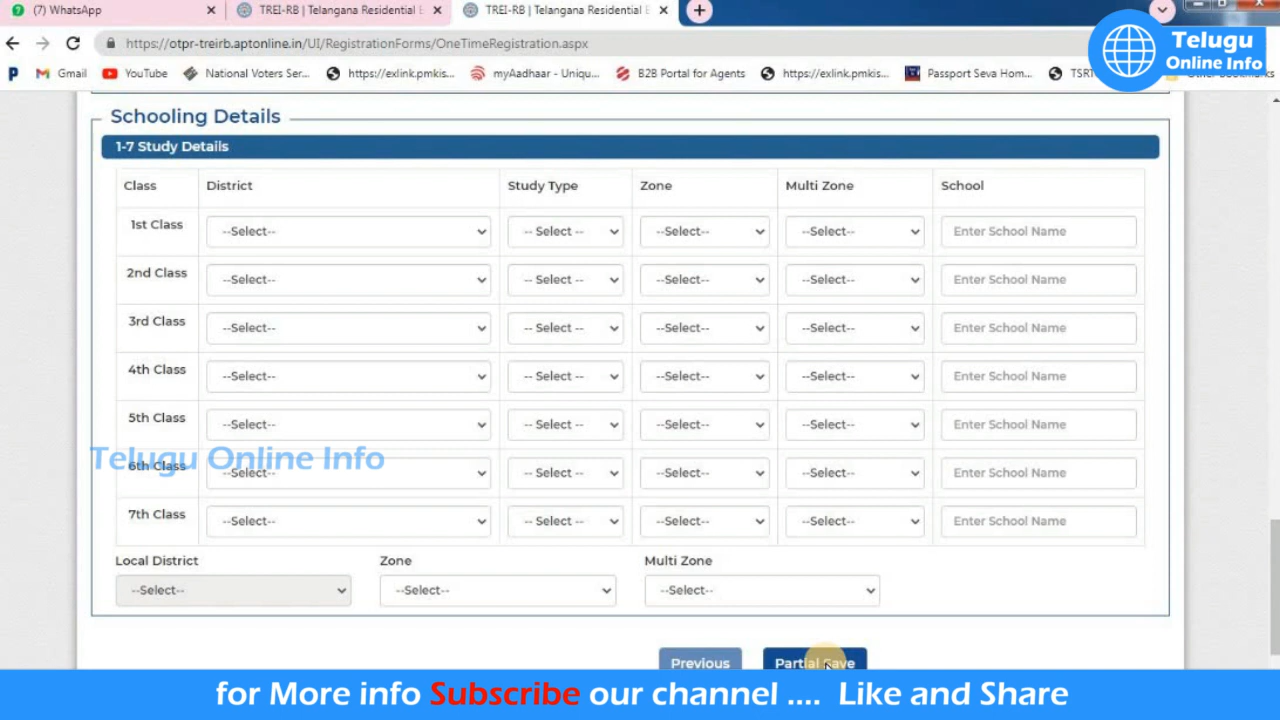 (7) WhatsApp
TREI-RB | Telangana Residential E
TREI-RB | Telangana Residential E
https://otpr-treirb.aptonline.in/UI/RegistrationForms/OneTimeRegistration.aspx
Telugu
Online Info
Gmail YouTube National Voters Ser... https://exlink.pmkis... myAadhaar - Uniqu... B2B Portal for Agents https://exlink.pmkis... Passport Seva Hom...
Schooling Details
1-7 Study Details
Class District Study Type Zone Multi Zone School
1st Class --Select-- -- Select -- --Select-- --Select-- Enter School Name
2nd Class --Select-- -- Select -- --Select-- --Select-- Enter School Name
3rd Class --Select-- -- Select -- --Select-- --Select-- Enter School Name
4th Class --Select-- -- Select -- --Select-- --Select-- Enter School Name
5th Class --Select-- -- Select -- --Select-- --Select-- Enter School Name
Telugu Online Info
6th Class --Select-- -- Select -- --Select-- --Select-- Enter School Name
7th Class --Select-- -- Select -- --Select-- --Select-- Enter School Name
Local District Zone Multi Zone
--Select-- --Select-- --Select--
Previous Partial Save
for More info Subscribe our channel .... Like and Share